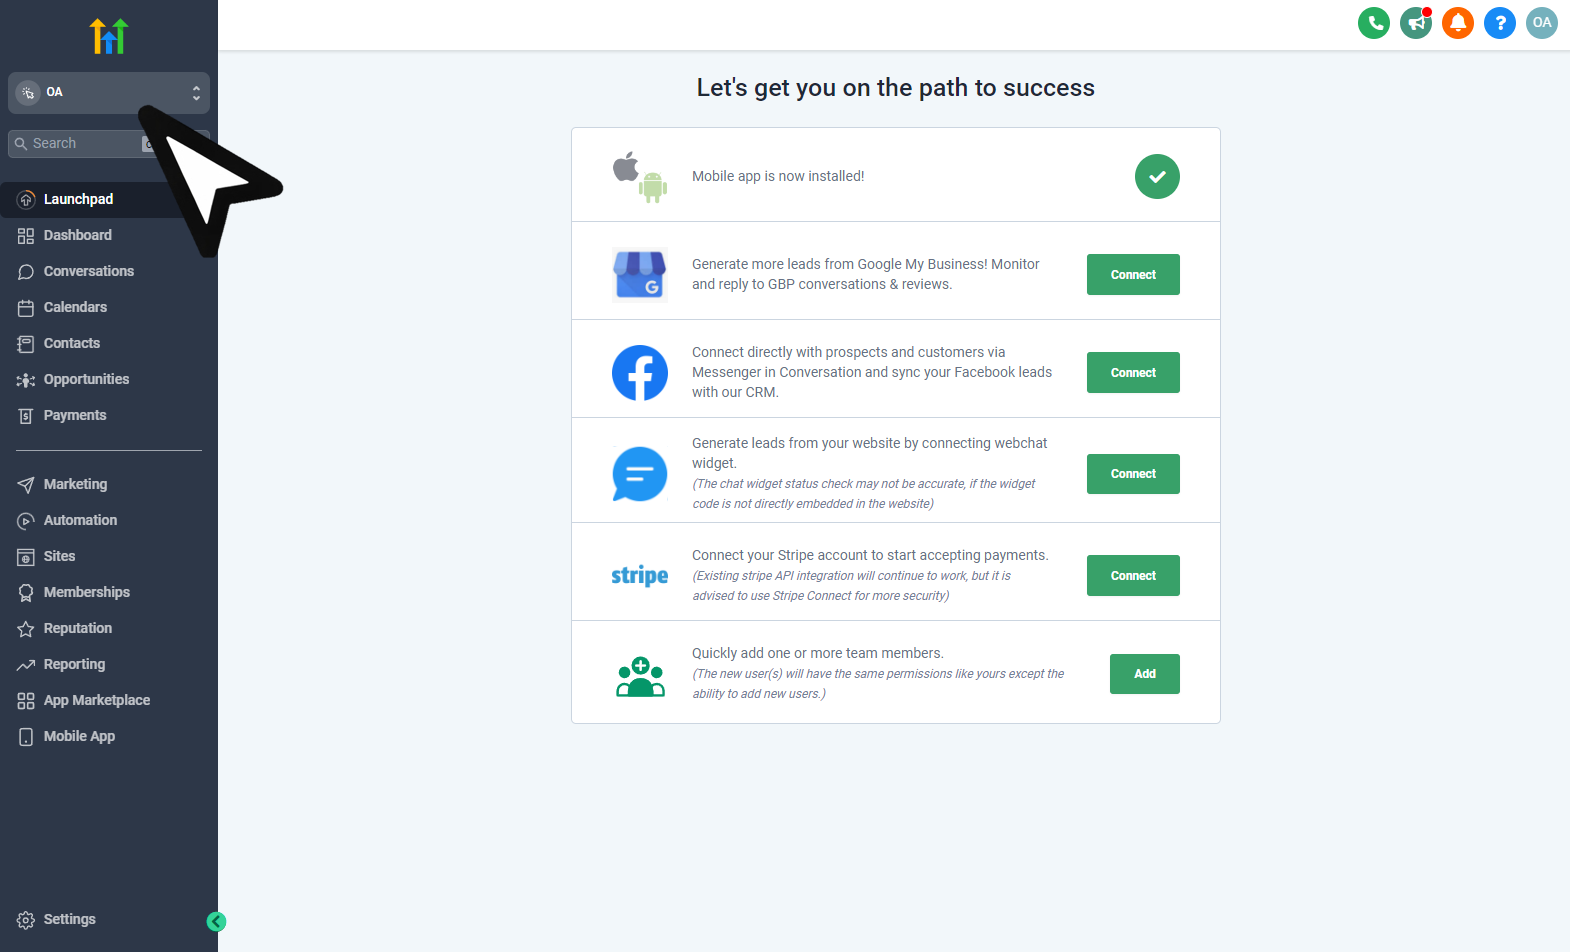 OA
Search
Launchpad
Dashboard
Conversations
Calendars
Contacts
Opportunities
Payments
Marketing
Automation
Sites
Memberships
Reputation
Reporting
App Marketplace
Mobile App
Settings
?
OA
Let's get you on the path to success
Mobile app is now installed!
Generate more leads from Google My Business! Monitor
and reply to GBP conversations & reviews.
Connect
Connect directly with prospects and customers via
Messenger in Conversation and sync your Facebook leads
with our CRM.
Connect
Generate leads from your website by connecting webchat
widget.
(The chat widget status check may not be accurate, if the widget
code is not directly embedded in the website)
Connect
stripe
Connect your Stripe account to start accepting payments.
(Existing stripe API integration will continue to work, but it is
advised to use Stripe Connect for more security)
Connect
Quickly add one or more team members.
(The new user(s) will have the same permissions like yours except the
ability to add new users.)
Add